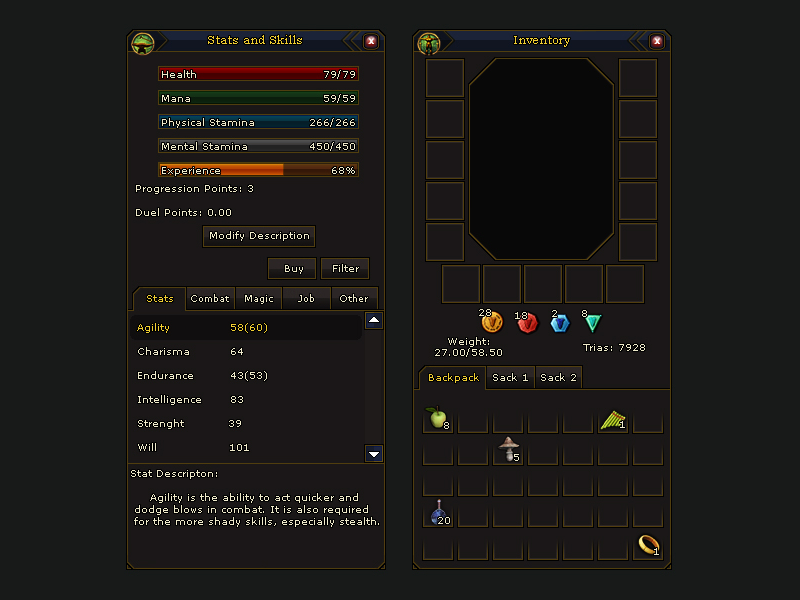 Stats and Skills
Health 79/79
Mana 59/59
Physical Stamina 266/266
Mental Stamina 450/450
Experience 68%
Progression Points: 3
Duel Points: 0.00
Modify Description
Buy Filter
Stats Combat Magic Job Other
Agility 58(60)
Charisma 64
Endurance 43(53)
Intelligence 83
Strenght 39
Will 101
Stat Descripton:
Agility is the ability to act quicker and
dodge blows in combat. It is also required
for the more shady skills, especially stealth.
Inventory
28 18 2 8
Weight:
27.00/58.50
Trias: 7928
Backpack Sack 1 Sack 2
8 1
5
20
1